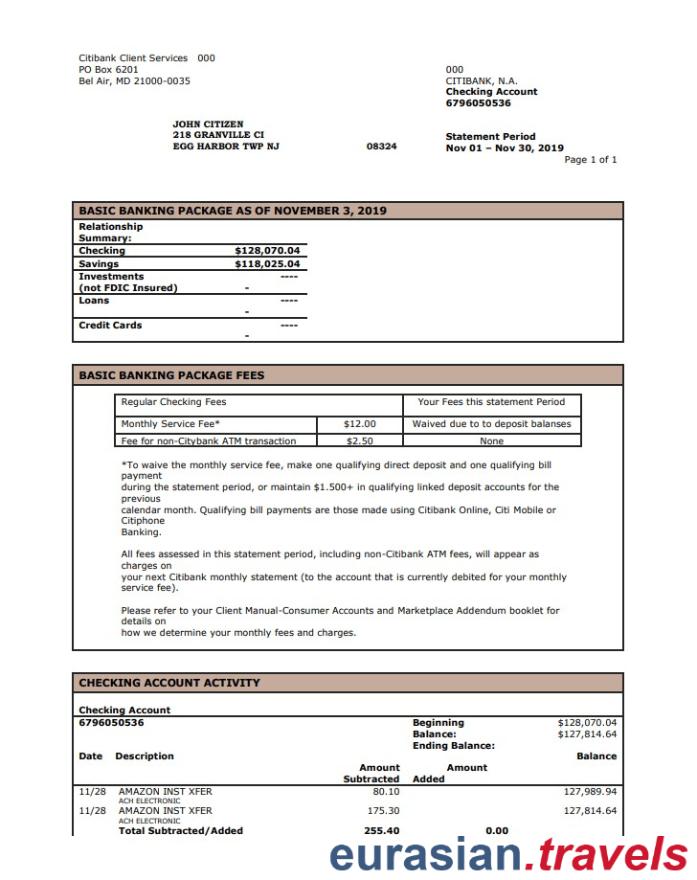 Citibank Client Services 000
PO Box 6201
Bel Air, MD 21000-0035
000
CITIBANK, N.A.
Checking Account
6796050536
JOHN CITIZEN
218 GRANVILLE CI
EGG HARBOR TWP NJ 08324
Statement Period
Nov 01 – Nov 30, 2019
Page 1 of 1
BASIC BANKING PACKAGE AS OF NOVEMBER 3, 2019
Relationship
Summary:
Checking $128,070.04
Savings $118,025.04
Investments ----
(not FDIC Insured) -
Loans ----
-
Credit Cards ----
-
BASIC BANKING PACKAGE FEES
Regular Checking Fees Your Fees this statement Period
Monthly Service Fee* $12.00 Waived due to to deposit balanses
Fee for non-Citybank ATM transaction $2.50 None
*To waive the monthly service fee, make one qualifying direct deposit and one qualifying bill
payment
during the statement period, or maintain $1.500+ in qualifying linked deposit accounts for the
previous
calendar month. Qualifying bill payments are those made using Citibank Online, Citi Mobile or
Citiphone
Banking.
All fees assessed in this statement period, including non-Citibank ATM fees, will appear as
charges on
your next Citibank monthly statement (to the account that is currently debited for your monthly
service fee).
Please refer to your Client Manual-Consumer Accounts and Marketplace Addendum booklet for
details on
how we determine your monthly fees and charges.
CHECKING ACCOUNT ACTIVITY
Checking Account
6796050536 Beginning $128,070.04
Balance: $127,814.64
Ending Balance:
Date Description Balance
Amount Amount
Subtracted Added
11/28 AMAZON INST XFER 80.10 127,989.94
ACH ELECTRONIC
11/28 AMAZON INST XFER 175.30 127,814.64
ACH ELECTRONIC
Total Subtracted/Added 255.40 0.00
eurasian.travels